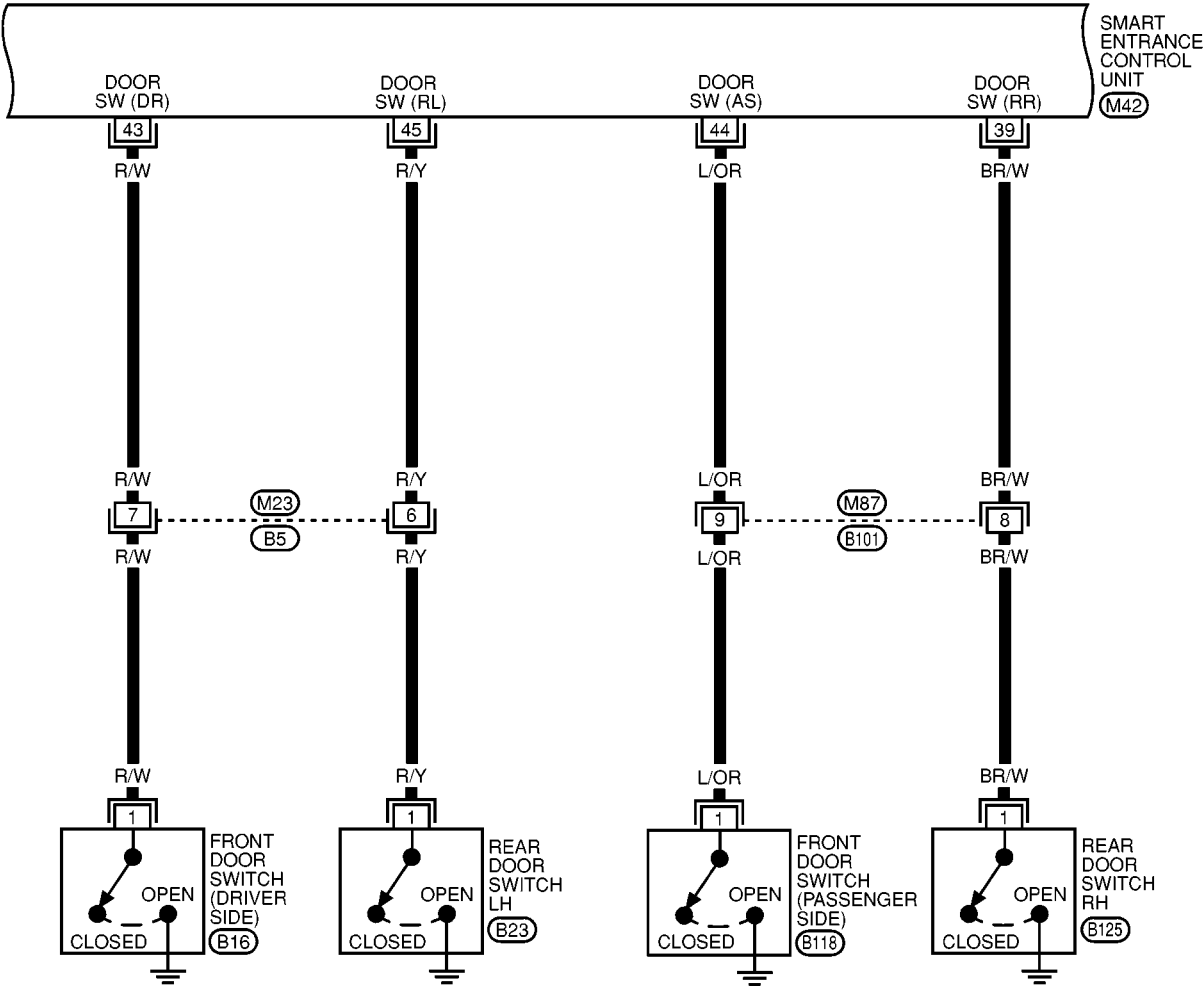 SMART
ENTRANCE
CONTROL
UNIT
M42
DOOR
SW (DR)
DOOR
SW (RL)
DOOR
SW (AS)
DOOR
SW (RR)
43
45
44
39
R/W
R/Y
L/OR
BR/W
R/W
R/Y
L/OR
BR/W
7
M23
B5
6
9
M87
B101
8
R/W
R/Y
L/OR
BR/W
R/W
R/Y
L/OR
BR/W
1
1
1
1
FRONT
DOOR
SWITCH
(DRIVER
SIDE)
B16
OPEN
CLOSED
REAR
DOOR
SWITCH
LH
B23
OPEN
CLOSED
FRONT
DOOR
SWITCH
(PASSENGER
SIDE)
B118
OPEN
CLOSED
REAR
DOOR
SWITCH
RH
B125
OPEN
CLOSED